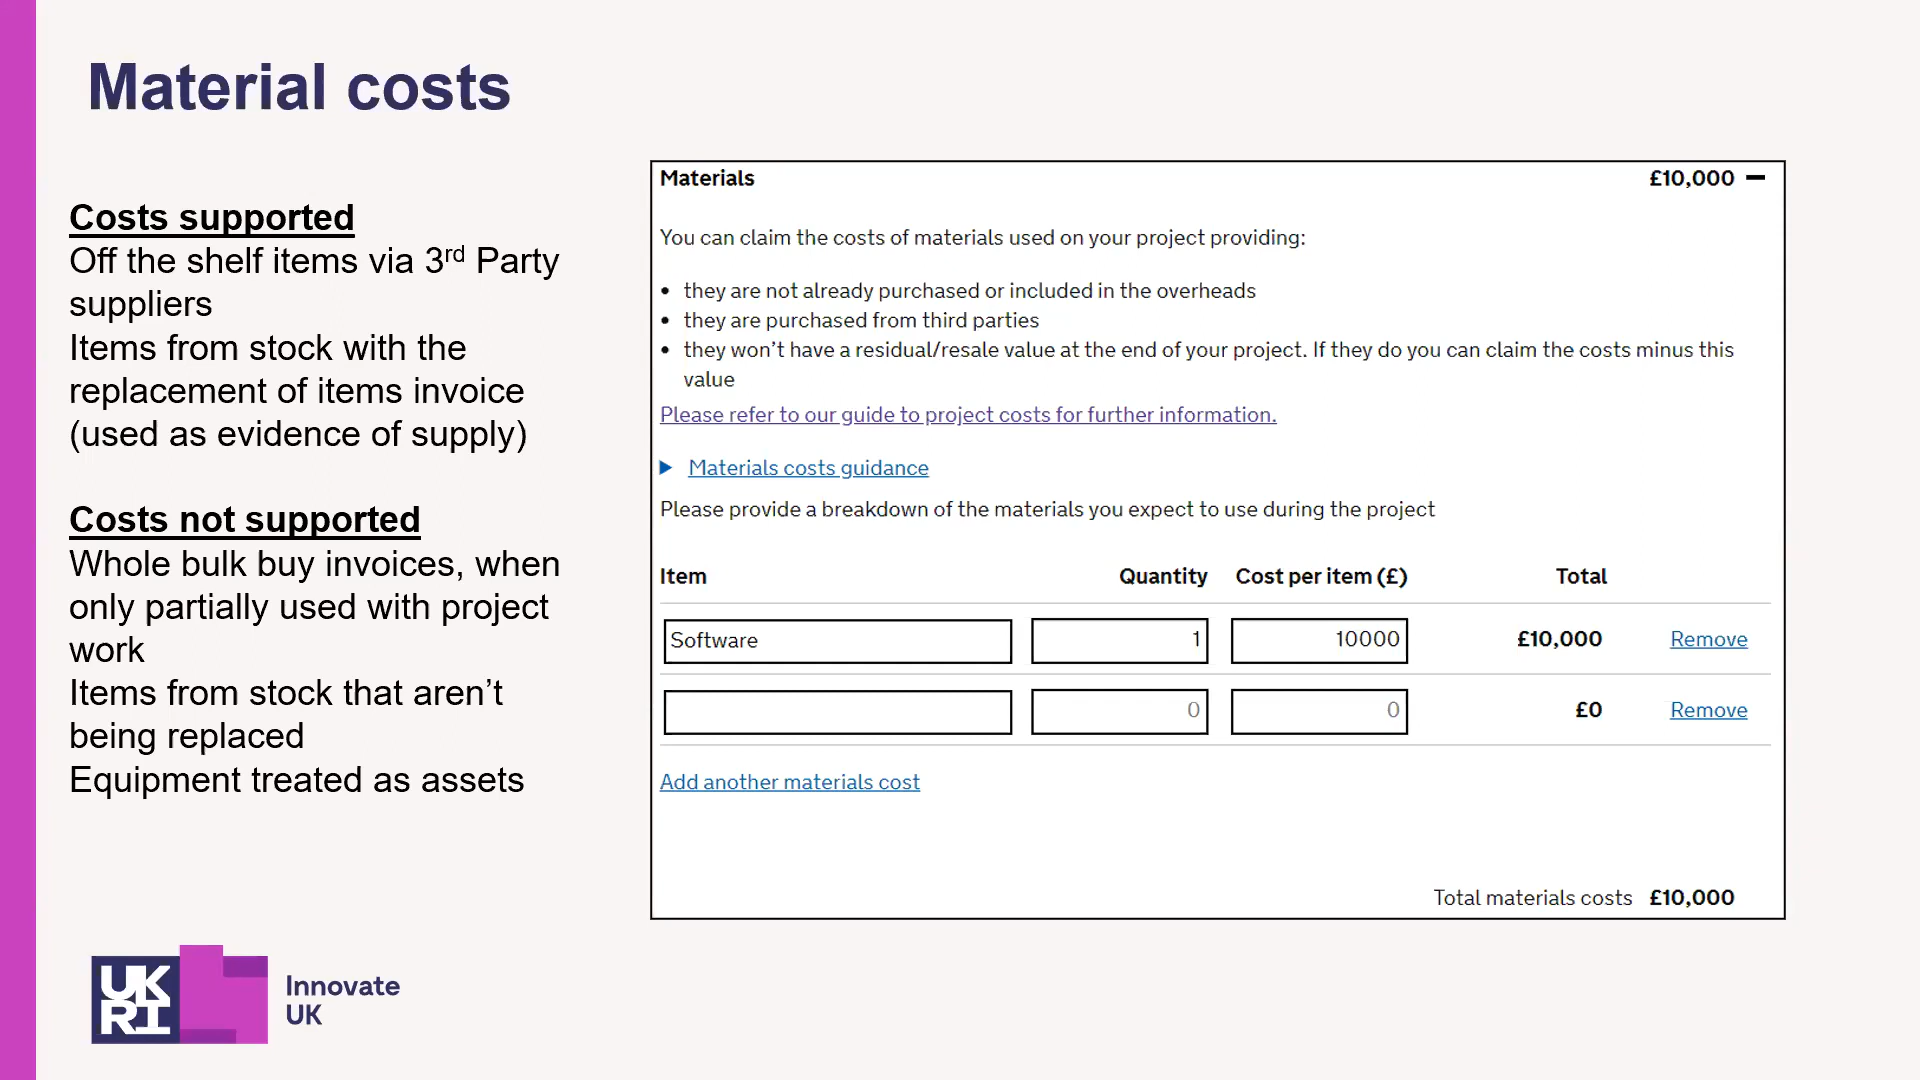 Material costs
Costs supported
Off the shelf items via 3rd Party
suppliers
Items from stock with the
replacement of items invoice
(used as evidence of supply)
Costs not supported
Whole bulk buy invoices, when
only partially used with project
work
Items from stock that aren’t
being replaced
Equipment treated as assets
Materials £10,000
You can claim the costs of materials used on your project providing:
• they are not already purchased or included in the overheads
• they are purchased from third parties
• they won’t have a residual/resale value at the end of your project. If they do you can claim the costs minus this
value
Please refer to our guide to project costs for further information.
Materials costs guidance
Please provide a breakdown of the materials you expect to use during the project
Item Quantity Cost per item (£) Total
Software 1 10000 £10,000 Remove
0 0 £0 Remove
Add another materials cost
Total materials costs £10,000
UK
RI
Innovate
UK